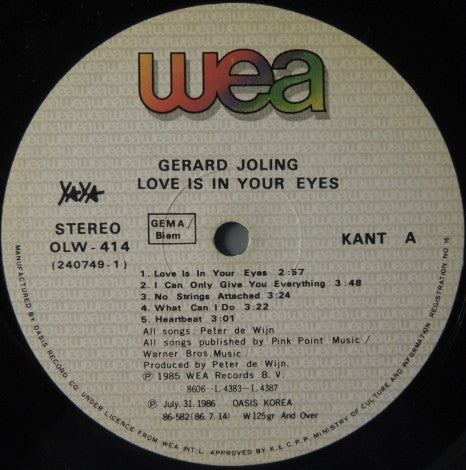 wea
GERARD JOLING
LOVE IS IN YOUR EYES
YAYA
STEREO
OLW-414
(240749-1)
GEMA/
Biem
KANT A
1. Love Is In Your Eyes 2:57
2. I Can Only Give You Everything 3:48
3. No Strings Attached 3:24
4. What Can I Do 3:22
5. Heartbeat 3:01
All songs: Peter de Wijn
All songs published by Pink Point Music/
Warner Bros. Music.
Produced by Peter de Wijn.
Ⓟ 1985 WEA Records B. V.
8606-L.4383-L.4387
Ⓟ July. 31. 1986 OASIS KOREA
86-582 (86.7.14) W 125gr And Over
MANUFACTURED BY OASIS RECORD CO. UNDER LICENCE FROM WEA INT'L. APPROVED BY K.E.C.P.P. MINISTRY OF CULTURE AND INFORMATION REGISTRATION NO. 16